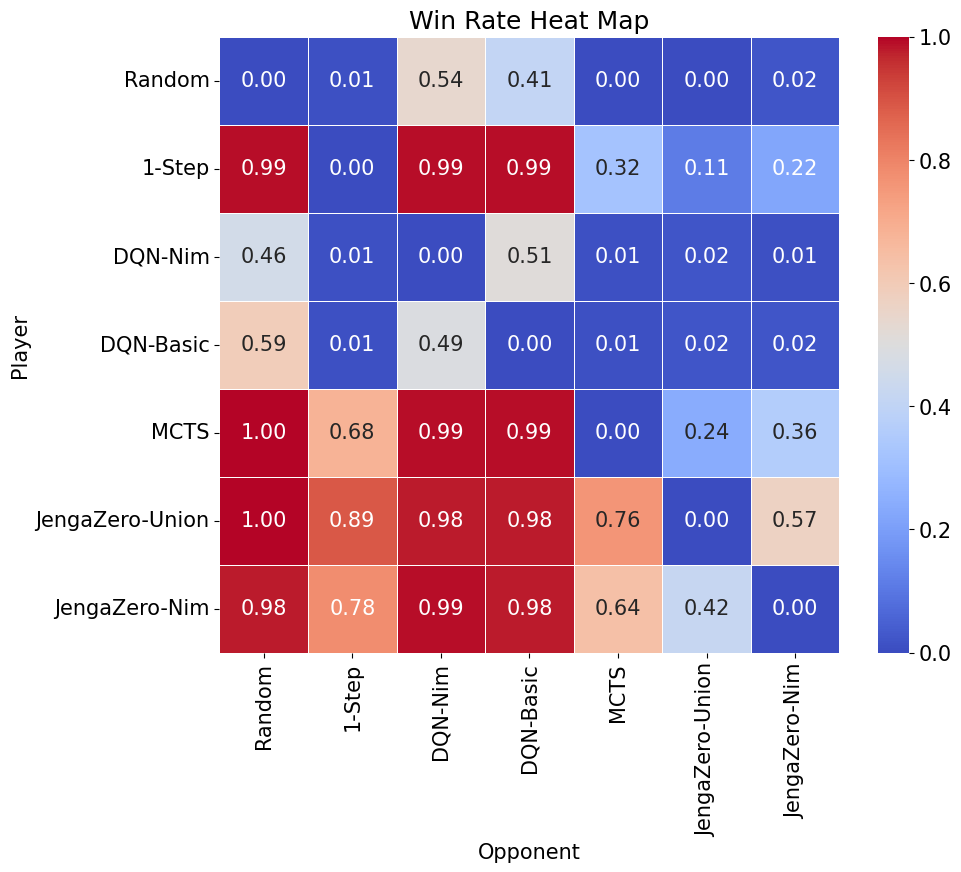 Win Rate Heat Map
Player
Random 0.00 0.01 0.54 0.41 0.00 0.00 0.02
1-Step 0.99 0.00 0.99 0.99 0.32 0.11 0.22
DQN-Nim 0.46 0.01 0.00 0.51 0.01 0.02 0.01
DQN-Basic 0.59 0.01 0.49 0.00 0.01 0.02 0.02
MCTS 1.00 0.68 0.99 0.99 0.00 0.24 0.36
JengaZero-Union 1.00 0.89 0.98 0.98 0.76 0.00 0.57
JengaZero-Nim 0.98 0.78 0.99 0.98 0.64 0.42 0.00
Random 1-Step DQN-Nim DQN-Basic MCTS JengaZero-Union JengaZero-Nim
Opponent
1.0
0.8
0.6
0.4
0.2
0.0